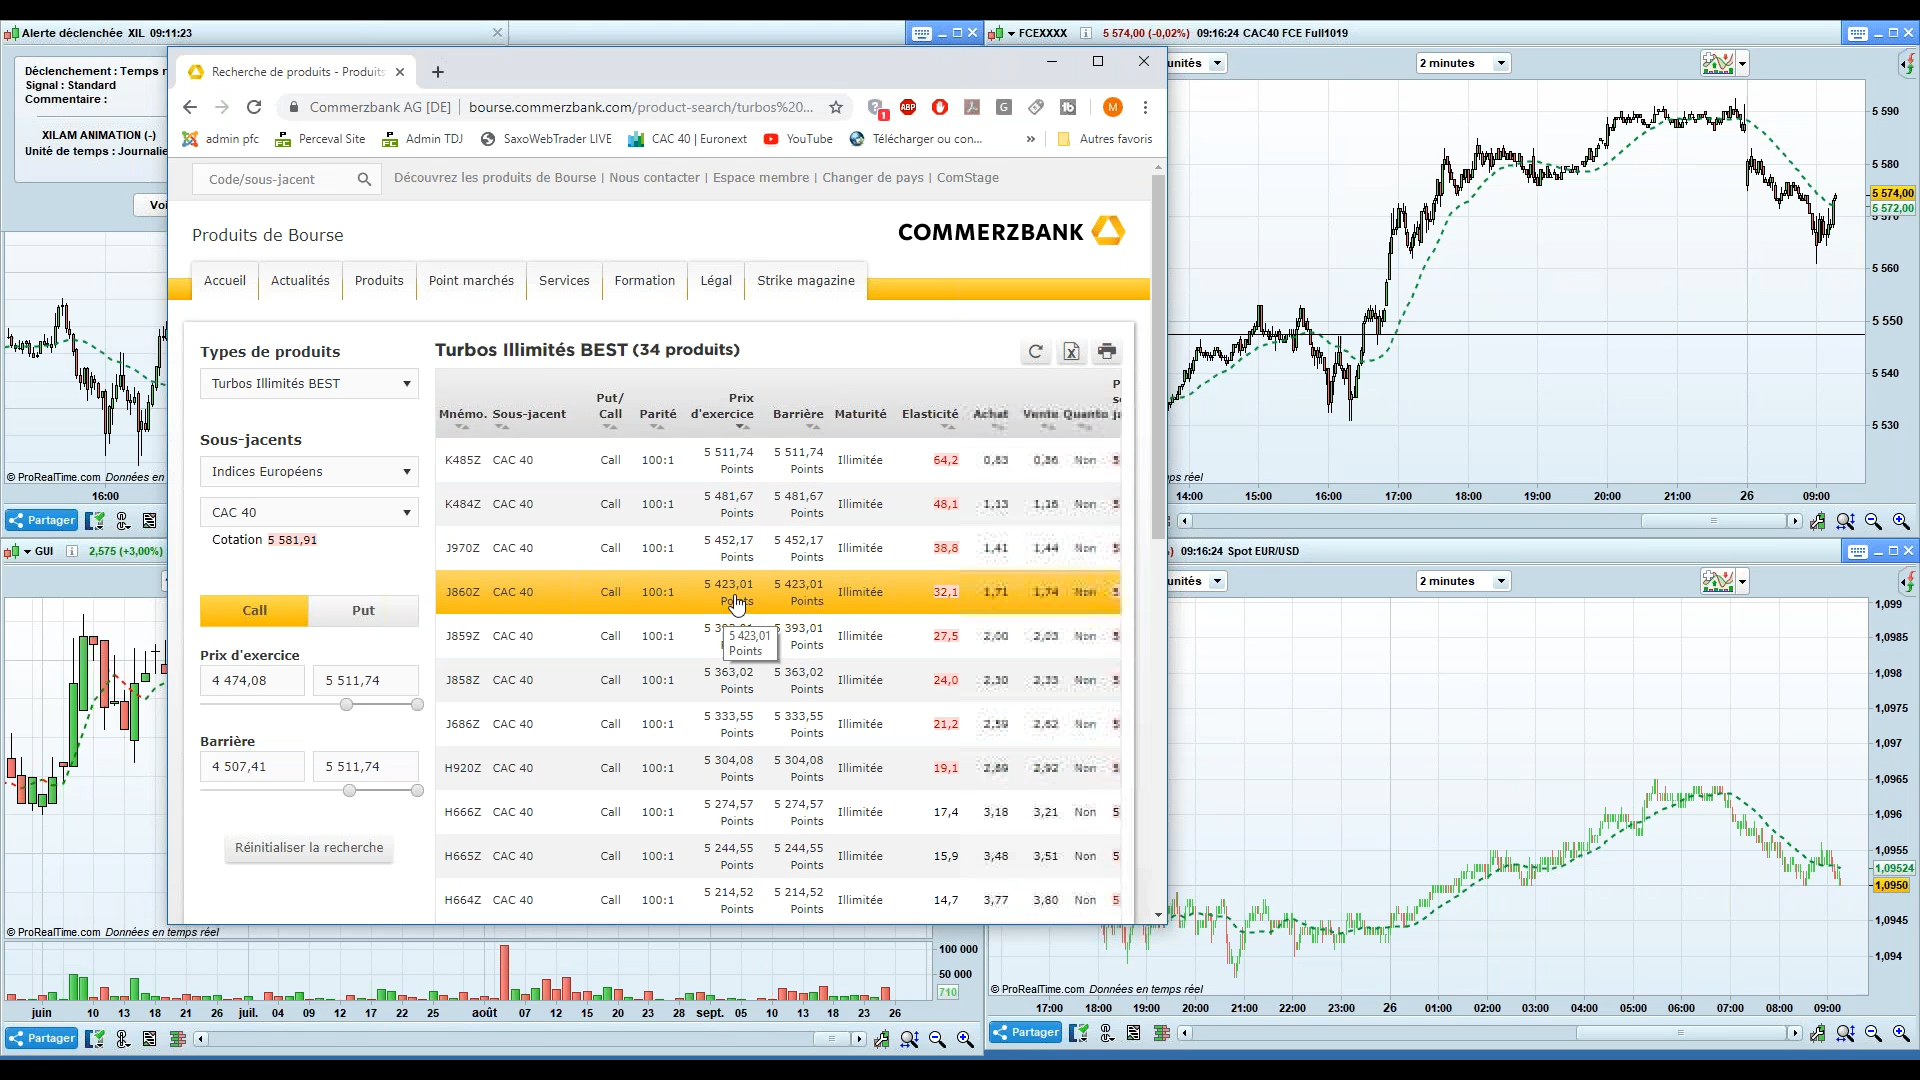 Alerte déclenchée XIL 09:11:23
Déclenchement : Temps r
Signal : Standard
Commentaire :
XILAM ANIMATION (-)
Unité de temps : Journalie
Voi
© ProRealTime.com Données en
16:00
Partager
GUI 2,575 (+3,00%)
Recherche de produits - Produits
Commerzbank AG [DE] | bourse.commerzbank.com/product-search/turbos%20...
admin pfc Perceval Site Admin TDJ SaxoWebTrader LIVE CAC 40 | Euronext YouTube Télécharger ou con... » Autres favoris
Code/sous-jacent
Découvrez les produits de Bourse | Nous contacter | Espace membre | Changer de pays | ComStage
Produits de Bourse
COMMERZBANK
Accueil Actualités Produits Point marchés Services Formation Légal Strike magazine
Types de produits
Turbos Illimités BEST
Sous-jacents
Indices Européens
CAC 40
Cotation 5 581,91
Call Put
Prix d'exercice
4 474,08 5 511,74
Barrière
4 507,41 5 511,74
Réinitialiser la recherche
Turbos Illimités BEST (34 produits)
Mnémo. Sous-jacent Put/ Call Parité Prix d'exercice Barrière Maturité Elasticité Achat Vente Quanto
K485Z CAC 40 Call 100:1 5 511,74 Points 5 511,74 Points Illimitée 64,2 0,83 0,86 Non
K484Z CAC 40 Call 100:1 5 481,67 Points 5 481,67 Points Illimitée 48,1 1,13 1,16 Non
J970Z CAC 40 Call 100:1 5 452,17 Points 5 452,17 Points Illimitée 38,8 1,41 1,44 Non
J860Z CAC 40 Call 100:1 5 423,01 Points 5 423,01 Points Illimitée 32,1 1,71 1,74 Non
J859Z CAC 40 Call 100:1 5 393,01 Points Illimitée 27,5 2,00 2,03 Non
5 423,01
Points
J858Z CAC 40 Call 100:1 5 363,02 Points 5 363,02 Points Illimitée 24,0 2,30 2,33 Non
J686Z CAC 40 Call 100:1 5 333,55 Points 5 333,55 Points Illimitée 21,2 2,59 2,62 Non
H920Z CAC 40 Call 100:1 5 304,08 Points 5 304,08 Points Illimitée 19,1 2,89 2,92 Non
H666Z CAC 40 Call 100:1 5 274,57 Points 5 274,57 Points Illimitée 17,4 3,18 3,21 Non 5
H665Z CAC 40 Call 100:1 5 244,55 Points 5 244,55 Points Illimitée 15,9 3,48 3,51 Non 5
H664Z CAC 40 Call 100:1 5 214,52 Points 5 214,52 Points Illimitée 14,7 3,77 3,80 Non 5
© ProRealTime.com Données en temps réel
100 000
50 000
710
juin 10 13 18 21 26 juil. 04 09 12 17 22 25 août 07 12 15 20 23 28 sept. 05 10 13 18 23 26
Partager
FCEXXXX 5 574,00 (-0,02%) 09:16:24 CAC40 FCE Full1019
unités 2 minutes
5 590
5 580
5 574,00
5 572,00
5 570
5 560
5 550
5 540
5 530
ps réel
14:00 15:00 16:00 17:00 18:00 19:00 20:00 21:00 26 09:00
) 09:16:24 Spot EUR/USD
unités 2 minutes
1,099
1,0985
1,098
1,0975
1,097
1,0965
1,096
1,0955
1,09524
1,0950
1,0945
1,094
© ProRealTime.com Données en temps réel
17:00 18:00 19:00 20:00 21:00 22:00 23:00 26 01:00 02:00 03:00 04:00 05:00 06:00 07:00 08:00 09:00
Partager